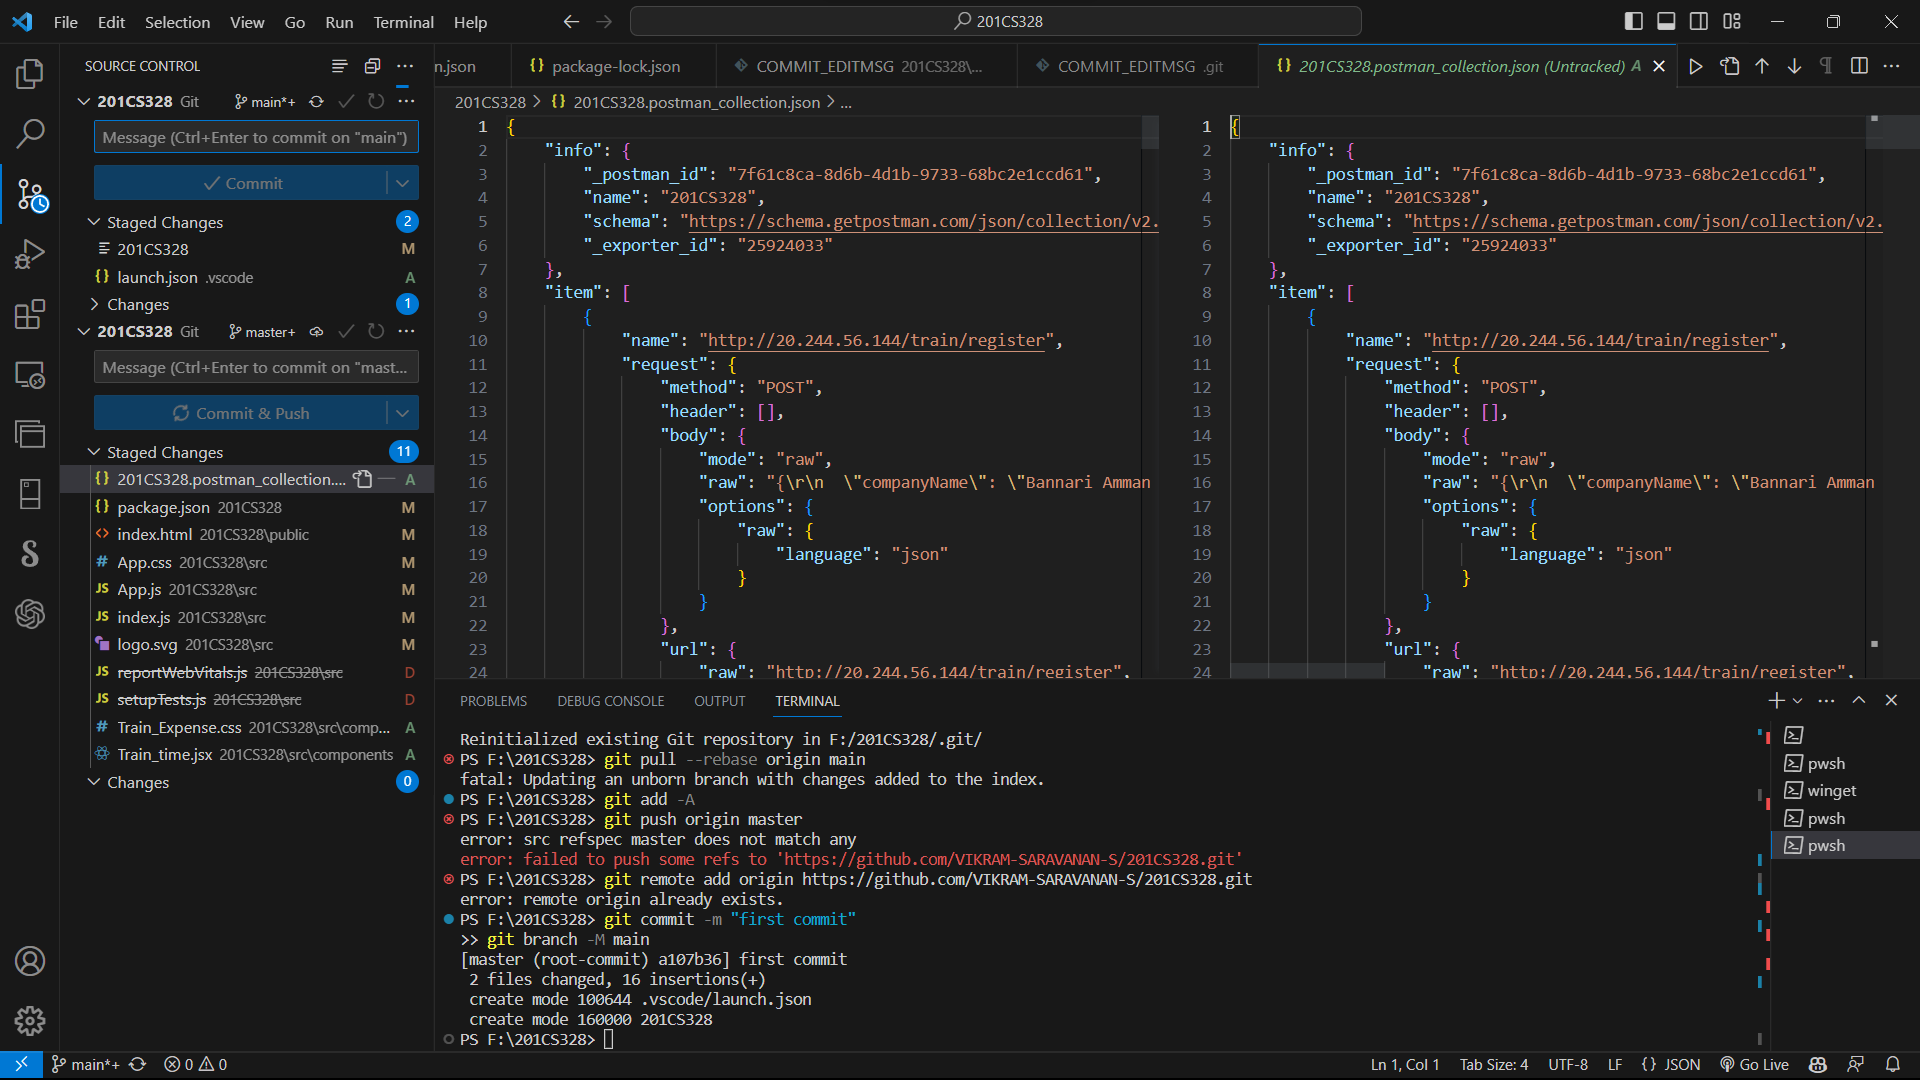 File Edit Selection View Go Run Terminal Help
201CS328
SOURCE CONTROL
201CS328 Git main*+
Message (Ctrl+Enter to commit on "main")
Commit
Staged Changes 2
201CS328 M
launch.json .vscode A
Changes 1
201CS328 Git master+
Message (Ctrl+Enter to commit on "mast...
Commit & Push
Staged Changes 11
201CS328.postman_collection.... A
package.json 201CS328 M
index.html 201CS328\public M
App.css 201CS328\src M
App.js 201CS328\src M
index.js 201CS328\src M
logo.svg 201CS328\src M
reportWebVitals.js 201CS328\src D
setupTests.js 201CS328\src D
Train_Expense.css 201CS328\src\comp... A
Train_time.jsx 201CS328\src\components A
Changes 0
n.json
package-lock.json
COMMIT_EDITMSG 201CS328\...
COMMIT_EDITMSG .git
201CS328.postman_collection.json (Untracked) A
201CS328 > {} 201CS328.postman_collection.json > ...
1 {
2 "info": {
3 "_postman_id": "7f61c8ca-8d6b-4d1b-9733-68bc2e1ccd61",
4 "name": "201CS328",
5 "schema": "https://schema.getpostman.com/json/collection/v2.
6 "_exporter_id": "25924033"
7 },
8 "item": [
9 {
10 "name": "http://20.244.56.144/train/register",
11 "request": {
12 "method": "POST",
13 "header": [],
14 "body": {
15 "mode": "raw",
16 "raw": "{\r\n  \"companyName\": \"Bannari Amman
17 "options": {
18 "raw": {
19 "language": "json"
20 }
21 }
22 },
23 "url": {
24 "raw": "http://20.244.56.144/train/register",
1 {
2 "info": {
3 "_postman_id": "7f61c8ca-8d6b-4d1b-9733-68bc2e1ccd61",
4 "name": "201CS328",
5 "schema": "https://schema.getpostman.com/json/collection/v2.
6 "_exporter_id": "25924033"
7 },
8 "item": [
9 {
10 "name": "http://20.244.56.144/train/register",
11 "request": {
12 "method": "POST",
13 "header": [],
14 "body": {
15 "mode": "raw",
16 "raw": "{\r\n  \"companyName\": \"Bannari Amman
17 "options": {
18 "raw": {
19 "language": "json"
20 }
21 }
22 },
23 "url": {
24 "raw": "http://20.244.56.144/train/register",
PROBLEMS DEBUG CONSOLE OUTPUT TERMINAL
Reinitialized existing Git repository in F:/201CS328/.git/
PS F:\201CS328> git pull --rebase origin main
fatal: Updating an unborn branch with changes added to the index.
PS F:\201CS328> git add -A
PS F:\201CS328> git push origin master
error: src refspec master does not match any
error: failed to push some refs to 'https://github.com/VIKRAM-SARAVANAN-S/201CS328.git'
PS F:\201CS328> git remote add origin https://github.com/VIKRAM-SARAVANAN-S/201CS328.git
error: remote origin already exists.
PS F:\201CS328> git commit -m "first commit"
>> git branch -M main
[master (root-commit) a107b36] first commit
2 files changed, 16 insertions(+)
create mode 100644 .vscode/launch.json
create mode 160000 201CS328
PS F:\201CS328>
pwsh
winget
pwsh
pwsh
main*+ 0 0
Ln 1, Col 1 Tab Size: 4 UTF-8 LF {} JSON Go Live